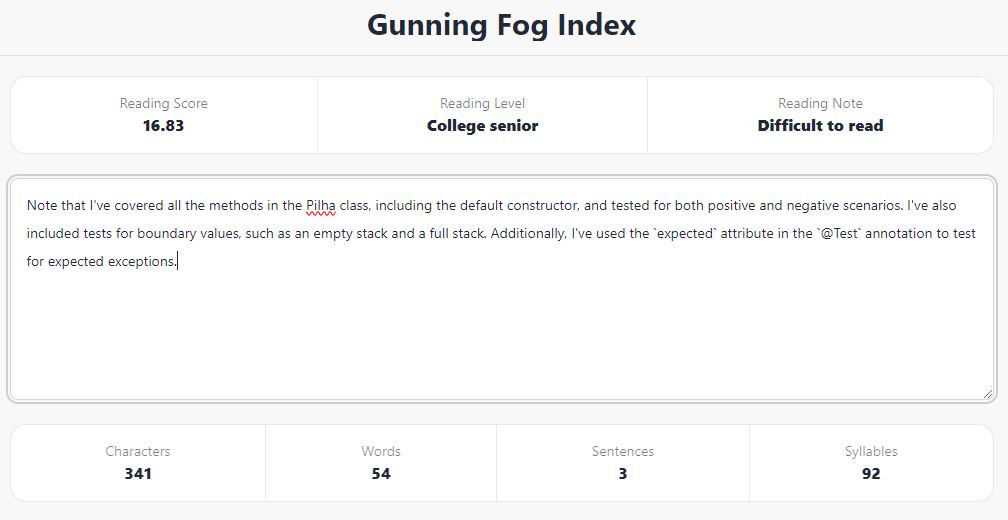 Gunning Fog Index
Reading Score
16.83
Reading Level
College senior
Reading Note
Difficult to read
Note that I've covered all the methods in the Pilha class, including the default constructor, and tested for both positive and negative scenarios. I've also
included tests for boundary values, such as an empty stack and a full stack. Additionally, I've used the `expected` attribute in the `@Test` annotation to test
for expected exceptions.
Characters
341
Words
54
Sentences
3
Syllables
92